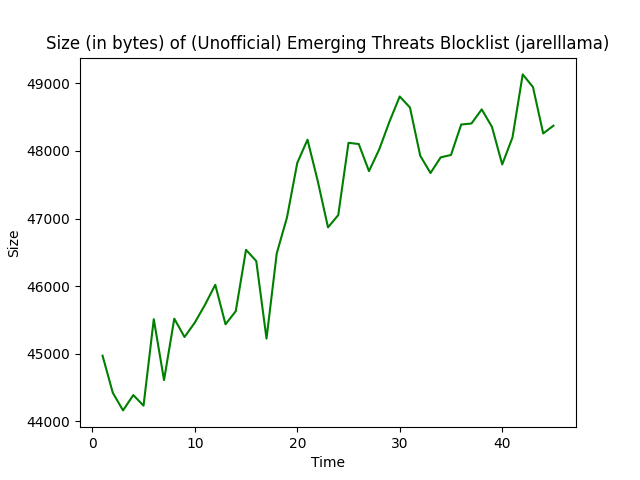 Size (in bytes) of (Unofficial) Emerging Threats Blocklist (jarelllama)
49000
48000
47000
46000
45000
44000
Size
0 10 20 30 40
Time